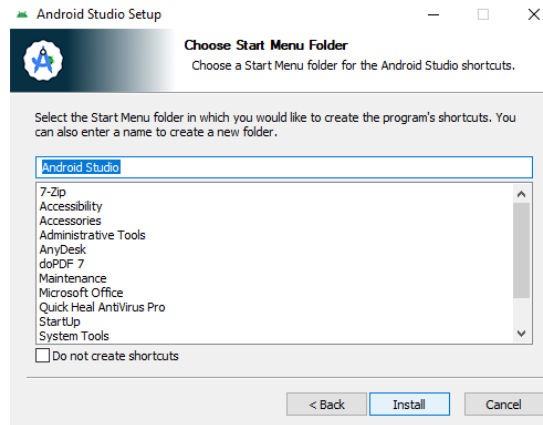 Android Studio Setup
Choose Start Menu Folder
Choose a Start Menu folder for the Android Studio shortcuts.
Select the Start Menu folder in which you would like to create the program's shortcuts. You
can also enter a name to create a new folder.
Android Studio
7-Zip
Accessibility
Accessories
Administrative Tools
AnyDesk
doPDF 7
Maintenance
Microsoft Office
Quick Heal AntiVirus Pro
StartUp
System Tools
Do not create shortcuts
< Back
Install
Cancel